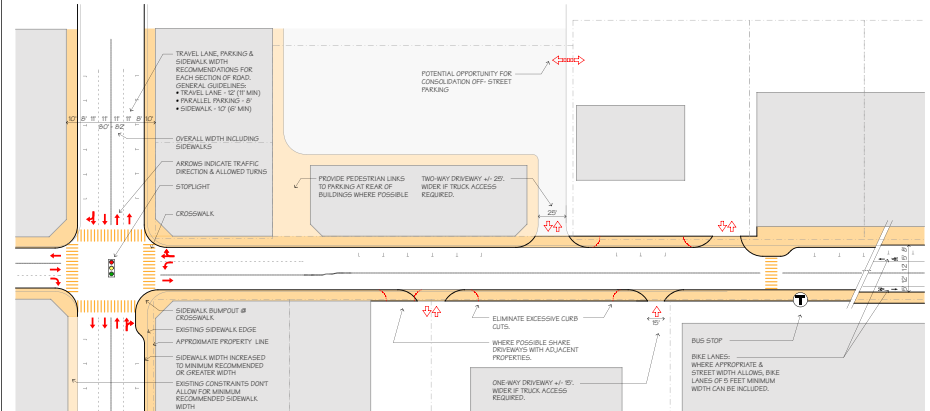 TRAVEL LANE, PARKING &
SIDEWALK WIDTH
RECOMMENDATIONS FOR
EACH SECTION OF ROAD.
GENERAL GUIDELINES:
• TRAVEL LANE - 12' (11' MIN)
• PARALLEL PARKING - 8'
• SIDEWALK - 10' (6' MIN)
10' 8' 11' 11' 11' 11' 8' 10'
80' - 82'
OVERALL WIDTH INCLUDING
SIDEWALKS
ARROWS INDICATE TRAFFIC
DIRECTION & ALLOWED TURNS
STOPLIGHT
CROSSWALK
POTENTIAL OPPORTUNITY FOR
CONSOLIDATION OFF- STREET
PARKING
PROVIDE PEDESTRIAN LINKS
TO PARKING AT REAR OF
BUILDINGS WHERE POSSIBLE
TWO-WAY DRIVEWAY +/- 25'.
WIDER IF TRUCK ACCESS
REQUIRED.
25'
SIDEWALK BUMPOUT @
CROSSWALK
EXISTING SIDEWALK EDGE
APPROXIMATE PROPERTY LINE
SIDEWALK WIDTH INCREASED
TO MINIMUM RECOMMENDED
OR GREATER WIDTH
EXISTING CONSTRAINTS DON'T
ALLOW FOR MINIMUM
RECOMMENDED SIDEWALK
WIDTH
ELIMINATE EXCESSIVE CURB
CUTS.
WHERE POSSIBLE SHARE
DRIVEWAYS WITH ADJACENT
PROPERTIES.
15'
ONE-WAY DRIVEWAY +/- 15'.
WIDER IF TRUCK ACCESS
REQUIRED.
T
BUS STOP
BIKE LANES:
WHERE APPROPRIATE &
STREET WIDTH ALLOWS, BIKE
LANES OF 5 FEET MINIMUM
WIDTH CAN BE INCLUDED.
8'
5'
12'
12'